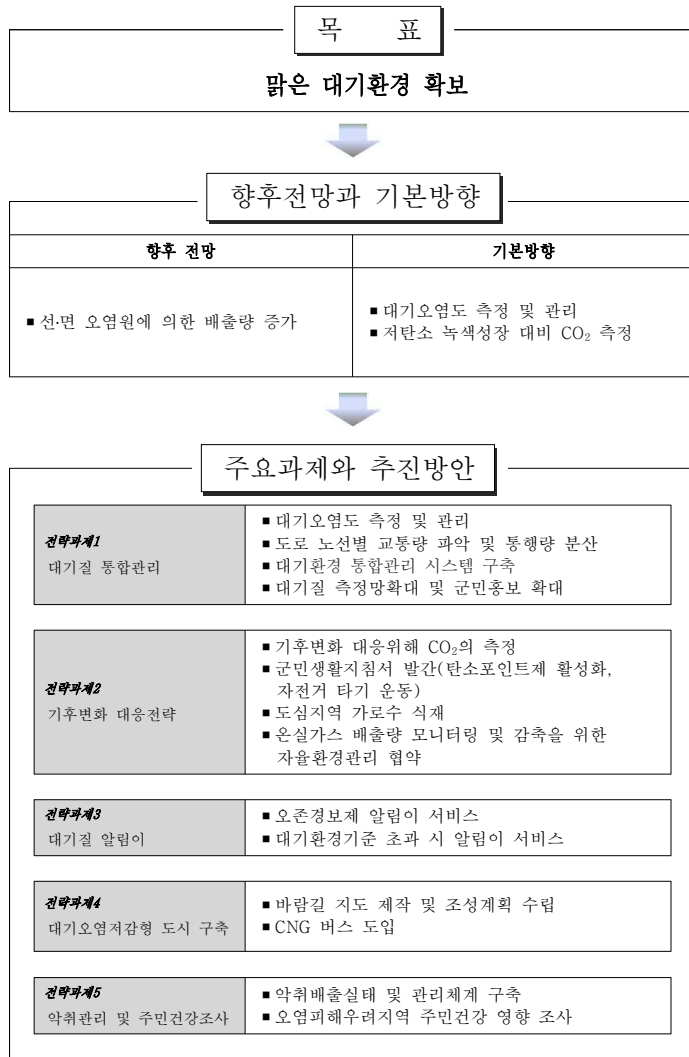 목 표
맑은 대기환경 확보
향후전망과 기본방향
향후 전망
기본방향
■ 선·면 오염원에 의한 배출량 증가
■ 대기오염도 측정 및 관리
■ 저탄소 녹색성장 대비 CO₂ 측정
주요과제와 추진방안
전략과제1
대기질 통합관리
■ 대기오염도 측정 및 관리
■ 도로 노선별 교통량 파악 및 통행량 분산
■ 대기환경 통합관리 시스템 구축
■ 대기질 측정망확대 및 군민홍보 확대
전략과제2
기후변화 대응전략
■ 기후변화 대응위해 CO₂의 측정
■ 군민생활지침서 발간(탄소포인트제 활성화,
자전거 타기 운동)
■ 도심지역 가로수 식재
■ 온실가스 배출량 모니터링 및 감축을 위한
자율환경관리 협약
전략과제3
대기질 알림이
■ 오존경보제 알림이 서비스
■ 대기환경기준 초과 시 알림이 서비스
전략과제4
대기오염저감형 도시 구축
■ 바람길 지도 제작 및 조성계획 수립
■ CNG 버스 도입
전략과제5
악취관리 및 주민건강조사
■ 악취배출실태 및 관리체계 구축
■ 오염피해우려지역 주민건강 영향 조사